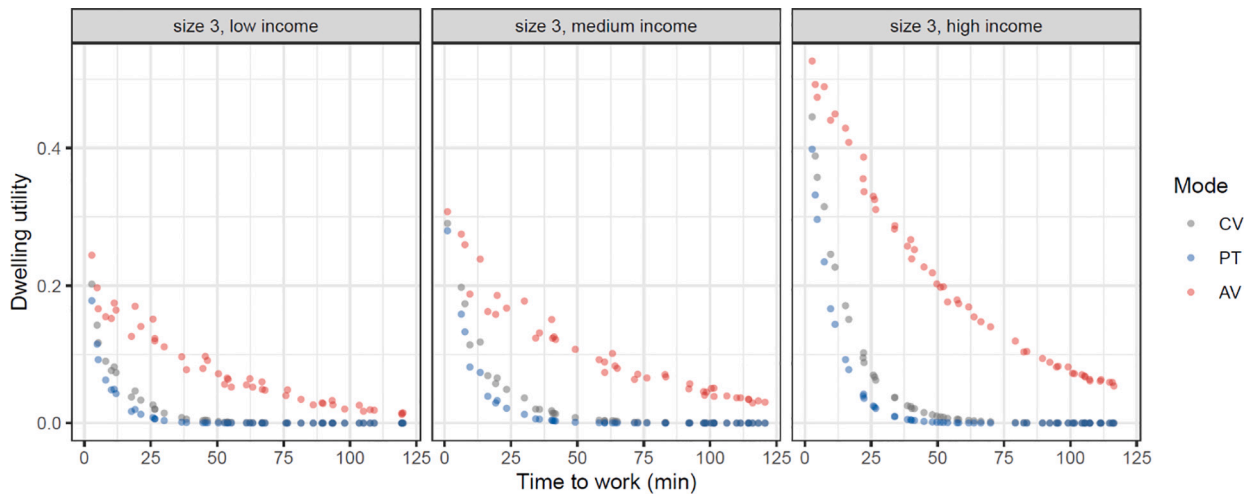 size 3, low income
size 3, medium income
size 3, high income
Dwelling utility
0.4
0.2
0.0
0 25 50 75 100 125
0 25 50 75 100 125
0 25 50 75 100 125
Time to work (min)
Mode
CV
PT
AV